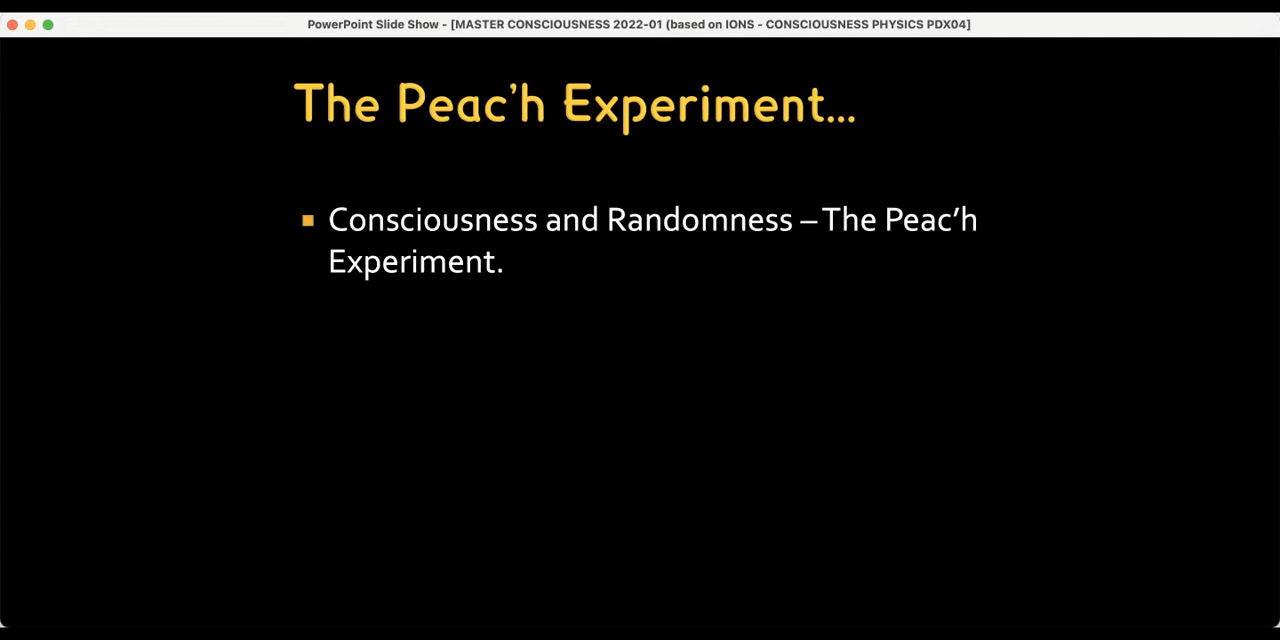 PowerPoint Slide Show - [MASTER CONSCIOUSNESS 2022-01 (based on IONS - CONSCIOUSNESS PHYSICS PDX04]
The Peac'h Experiment...
Consciousness and Randomness – The Peac'h
Experiment.